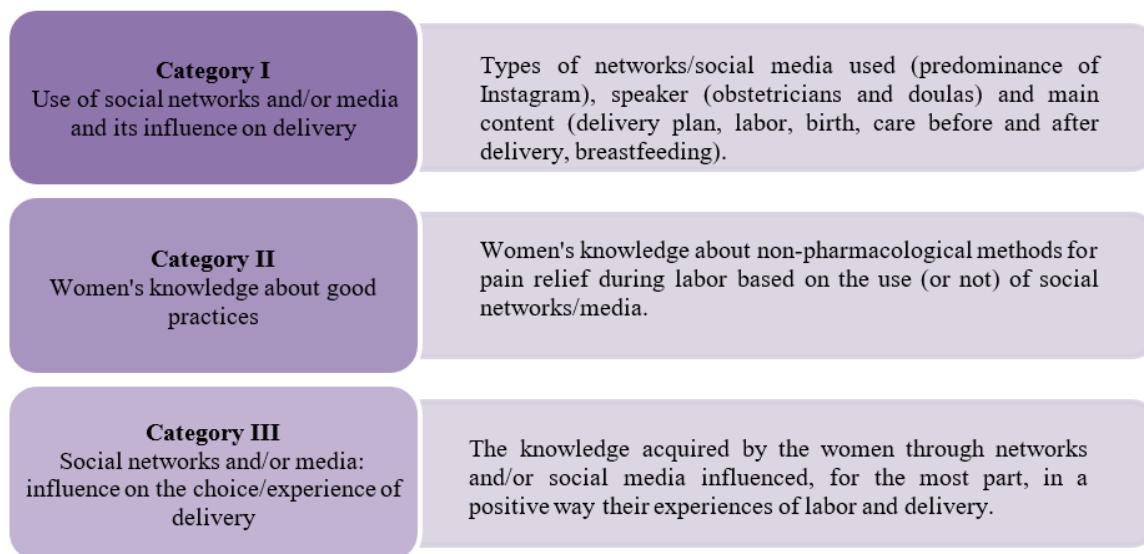 Category I
Use of social networks and/or media
and its influence on delivery
Types of networks/social media used (predominance of
Instagram), speaker (obstetricians and doulas) and main
content (delivery plan, labor, birth, care before and after
delivery, breastfeeding).
Category II
Women's knowledge about good
practices
Women's knowledge about non-pharmacological methods for
pain relief during labor based on the use (or not) of social
networks/media.
Category III
Social networks and/or media:
influence on the choice/experience of
delivery
The knowledge acquired by the women through networks
and/or social media influenced, for the most part, in a
positive way their experiences of labor and delivery.